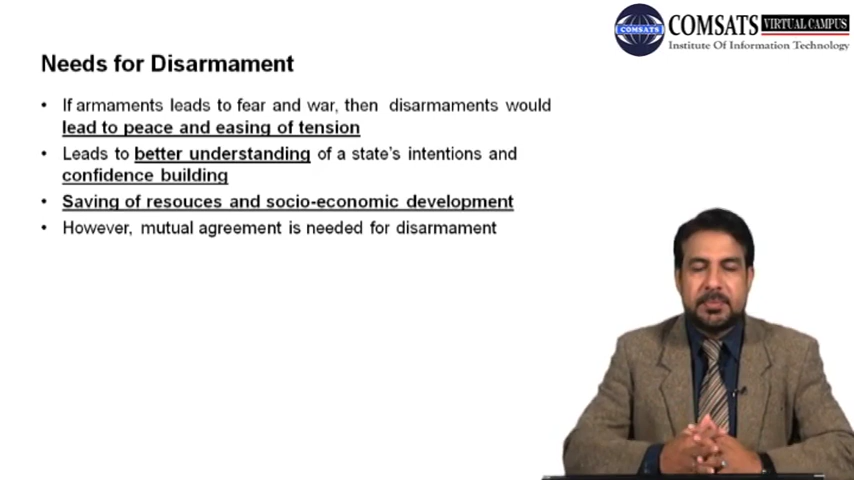 COMSATS VIRTUAL CAMPUS
COMSATS
Institute Of Information Technology
Needs for Disarmament
• If armaments leads to fear and war, then disarmaments would
lead to peace and easing of tension
• Leads to better understanding of a state's intentions and
confidence building
• Saving of resouces and socio-economic development
• However, mutual agreement is needed for disarmament